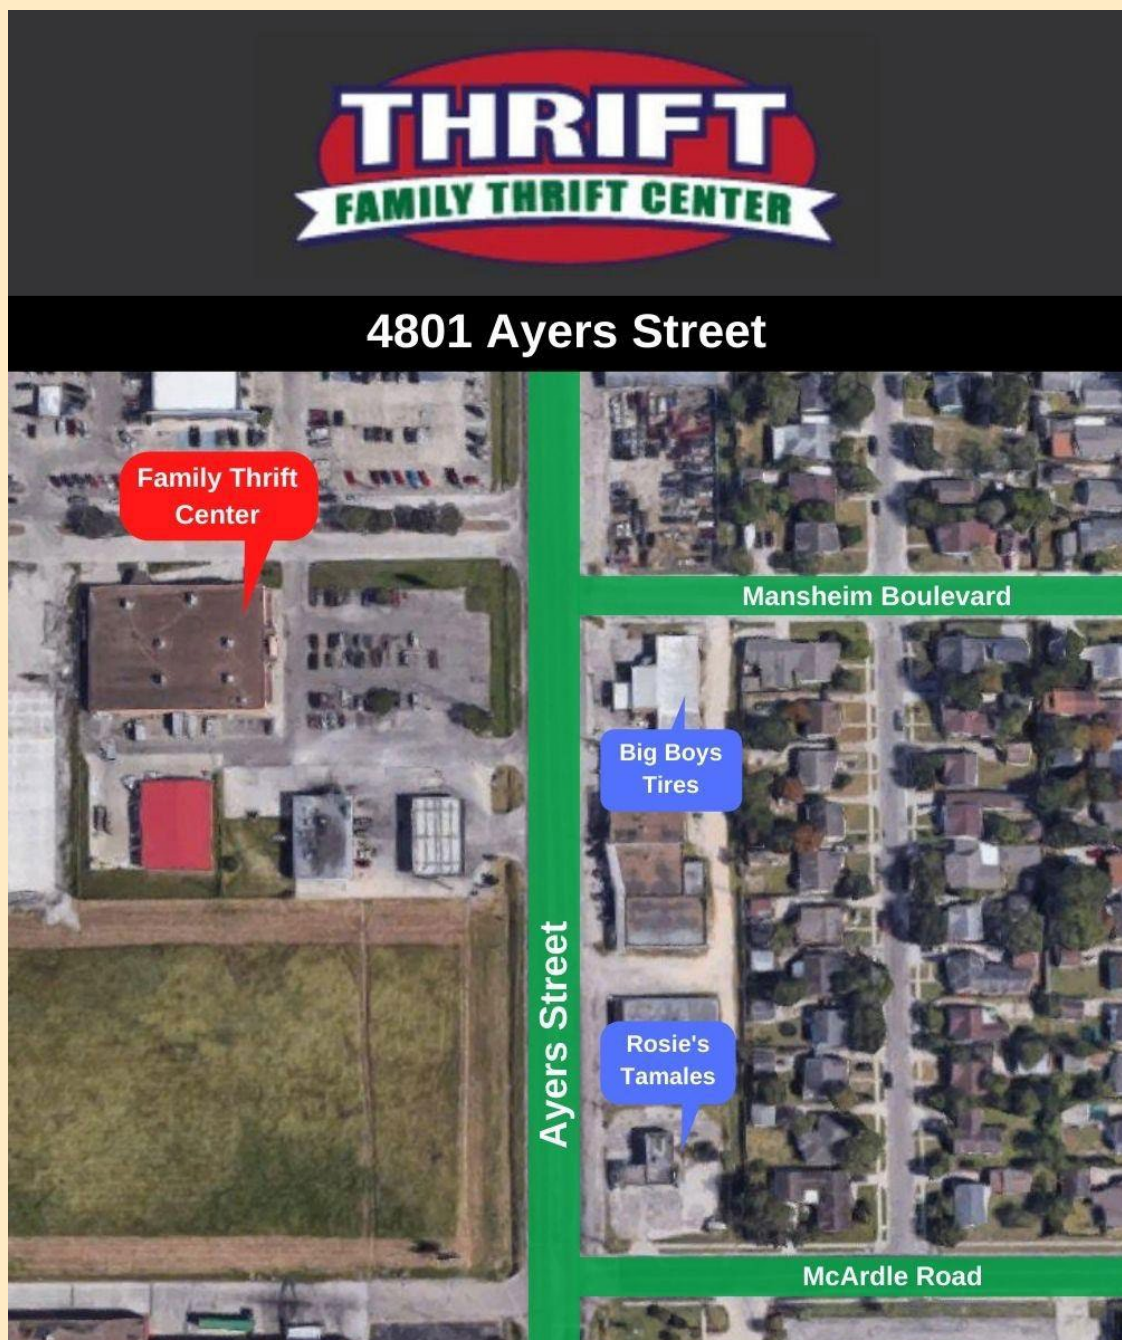 THRIFT
FAMILY THRIFT CENTER
4801 Ayers Street
Family Thrift
Center
Mansheim Boulevard
Big Boys
Tires
Ayers Street
Rosie's
Tamales
McArdle Road